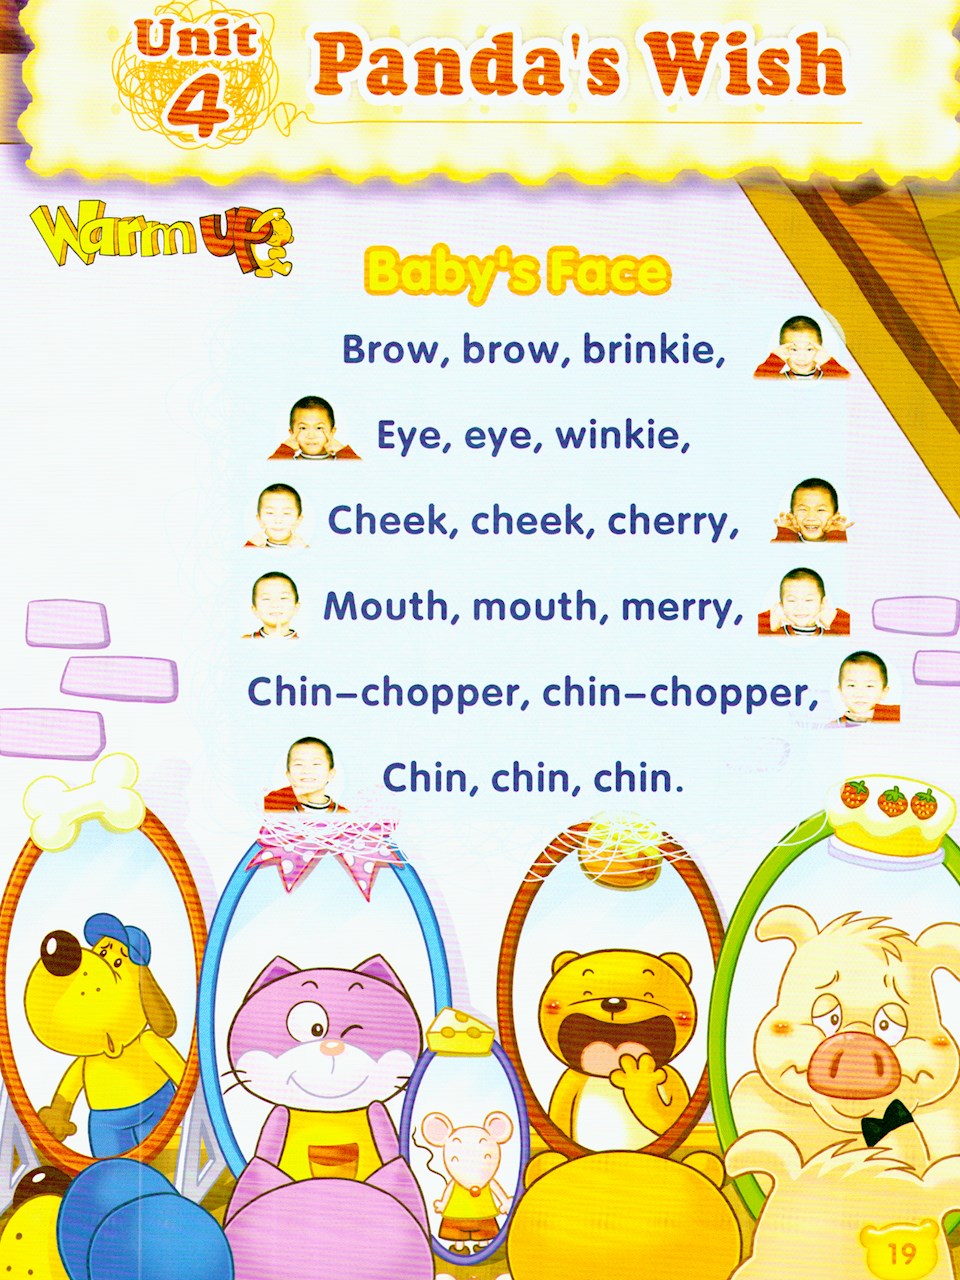 Unit
4
Panda's Wish
Warm up
Baby's Face
Brow, brow, brinkie,
Eye, eye, winkie,
Cheek, cheek, cherry,
Mouth, mouth, merry,
Chin–chopper, chin–chopper,
Chin, chin, chin.
19